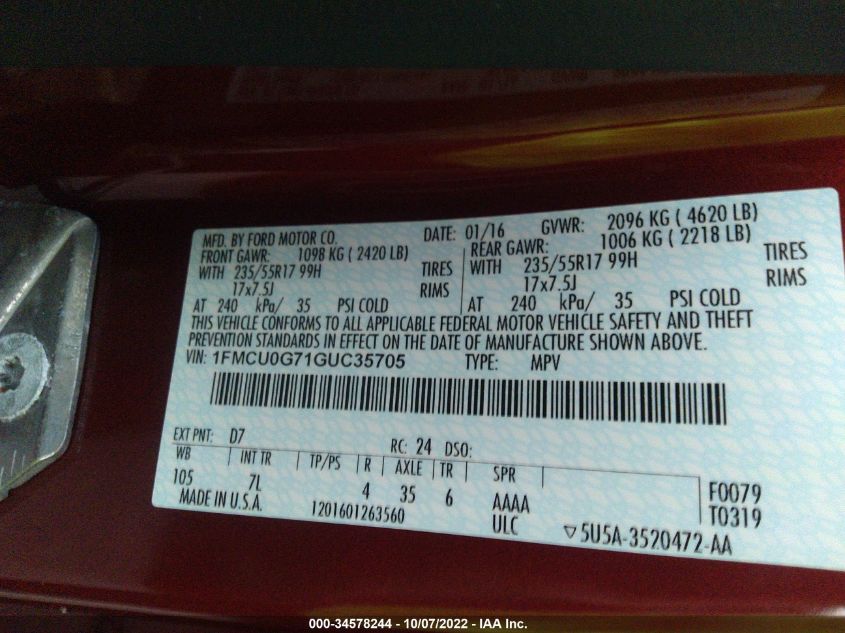 MFD. BY FORD MOTOR CO. DATE: 01/16 GVWR: 2096 KG ( 4620 LB)
FRONT GAWR: 1098 KG ( 2420 LB) REAR GAWR: 1006 KG ( 2218 LB)
WITH 235/55R17 99H TIRES WITH 235/55R17 99H TIRES
17x7.5J RIMS 17x7.5J RIMS
AT 240 kPa/ 35 PSI COLD AT 240 kPa/ 35 PSI COLD
THIS VEHICLE CONFORMS TO ALL APPLICABLE FEDERAL MOTOR VEHICLE SAFETY AND THEFT
PREVENTION STANDARDS IN EFFECT ON THE DATE OF MANUFACTURE SHOWN ABOVE.
VIN: 1FMCU0G71GUC35705 TYPE: MPV
EXT PNT: D7 RC: 24 DSO:
WB INT TR TP/PS R AXLE TR SPR
105 7L 4 35 6 AAAA F0079
MADE IN U.S.A. 1201601263560 ULC T0319
▽5U5A-3520472-AA
000-34578244 - 10/07/2022 - IAA Inc.